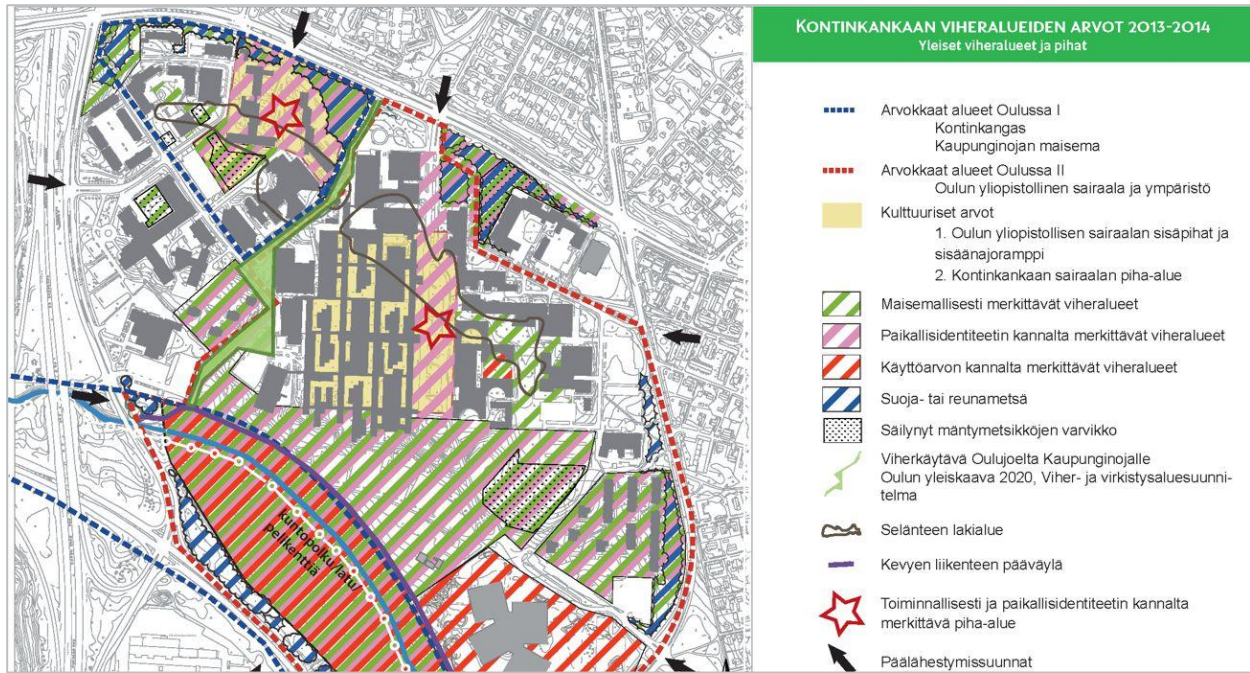 KONTINKANKAAN VIHERALUEIDEN ARVOT 2013-2014
Yleiset viheralueet ja pihat
Arvokkaat alueet Oulussa I
Kontinkangas
Kaupunginojan maisema
Arvokkaat alueet Oulussa II
Oulun yliopistollinen sairaala ja ympäristö
Kulttuuriset arvot
1. Oulun yliopistollisen sairaalan sisäpihat ja
sisäänajoramppi
2. Kontinkankaan sairaalan piha-alue
Maisemallisesti merkittävät viheralueet
Paikallisidentiteetin kannalta merkittävät viheralueet
Käyttöarvon kannalta merkittävät viheralueet
Suoja- tai reunametsä
Säilynyt mäntymetsikköjen varvikko
Viherkäytävä Oulujoelta Kaupunginojalle
Oulun yleiskaava 2020, Viher- ja virkistysaluesuunni-
telma
Selänteen lakialue
Kevyen liikenteen pääväylä
Toiminnallisesti ja paikallisidentiteetin kannalta
merkittävä piha-alue
Päälähestymissuunnat
kuntopolku/latu/
Pelikenttä